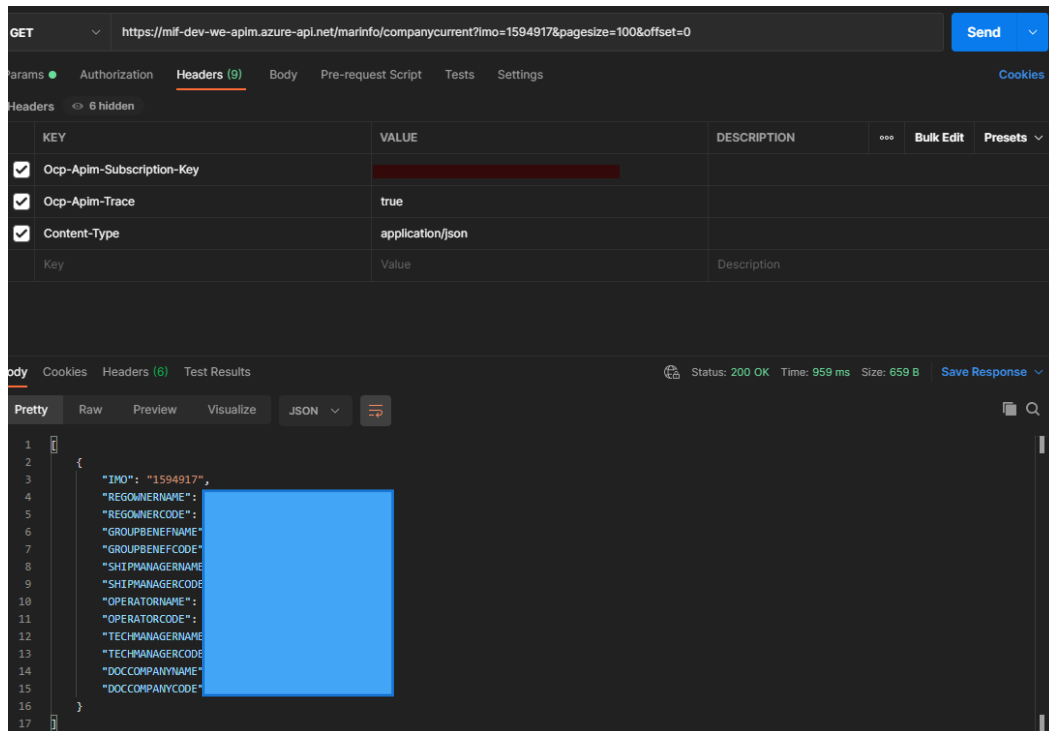 GET https://mif-dev-we-apim.azure-api.net/marinfo/companycurrent?imo=1594917&pagesize=100&offset=0 Send
Params Authorization Headers (9) Body Pre-request Script Tests Settings Cookies
Headers 6 hidden
KEY VALUE DESCRIPTION ooo Bulk Edit Presets
Ocp-Apim-Subscription-Key
Ocp-Apim-Trace true
Content-Type application/json
Key Value Description
ody Cookies Headers (6) Test Results Status: 200 OK Time: 959 ms Size: 659 B Save Response
Pretty Raw Preview Visualize JSON
1 [
2 {
3 "IMO": "1594917",
4 "REGOWNERNAME":
5 "REGOWNERCODE":
6 "GROUPBENEFNAME"
7 "GROUPBENEFCODE"
8 "SHIPMANAGERNAME
9 "SHIPMANAGERCODE
10 "OPERATORNAME":
11 "OPERATORCODE":
12 "TECHMANAGERNAME
13 "TECHMANAGERCODE
14 "DOCCOMPANYNAME"
15 "DOCCOMPANYCODE"
16 }
17 ]